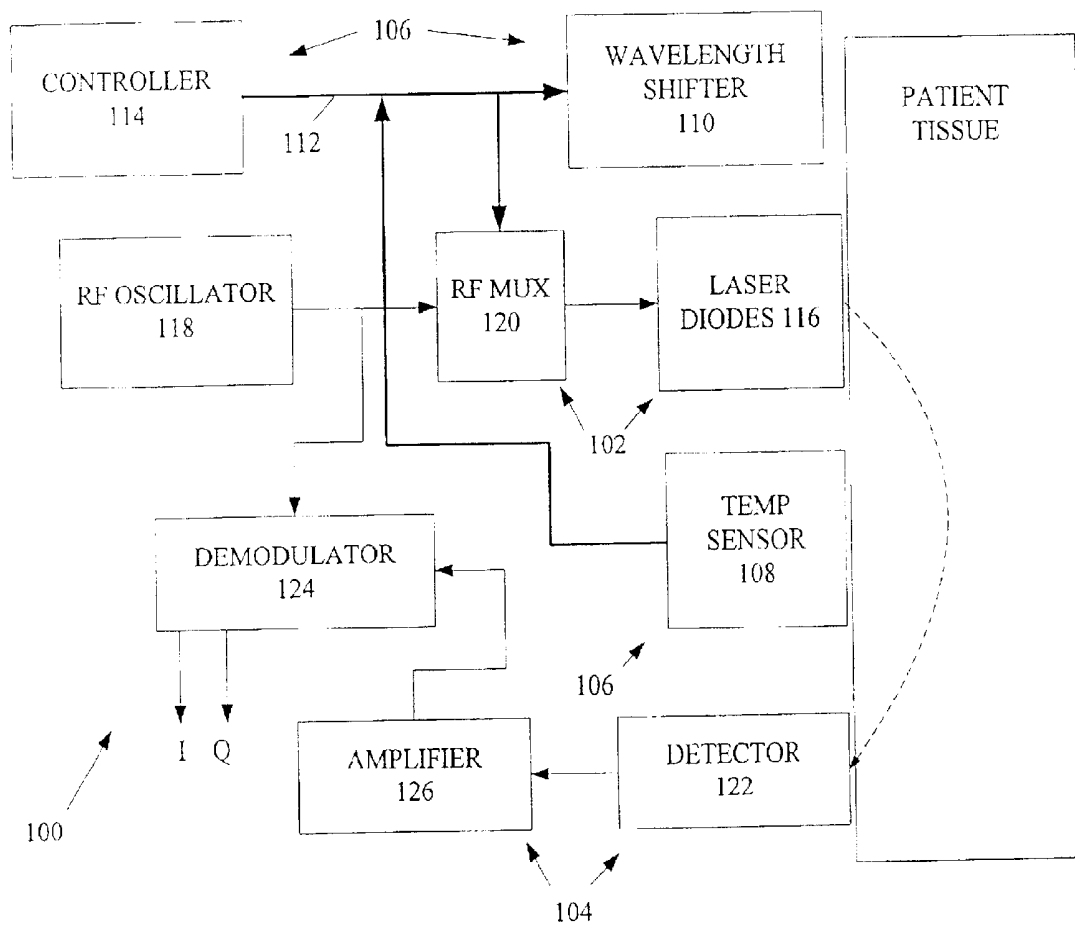 106
CONTROLLER
114
WAVELENGTH
SHIFTER
110
PATIENT
TISSUE
112
RF OSCILLATOR
118
RF MUX
120
LASER
DIODES 116
102
TEMP
SENSOR
108
DEMODULATOR
124
106
I Q
AMPLIFIER
126
DETECTOR
122
100
104